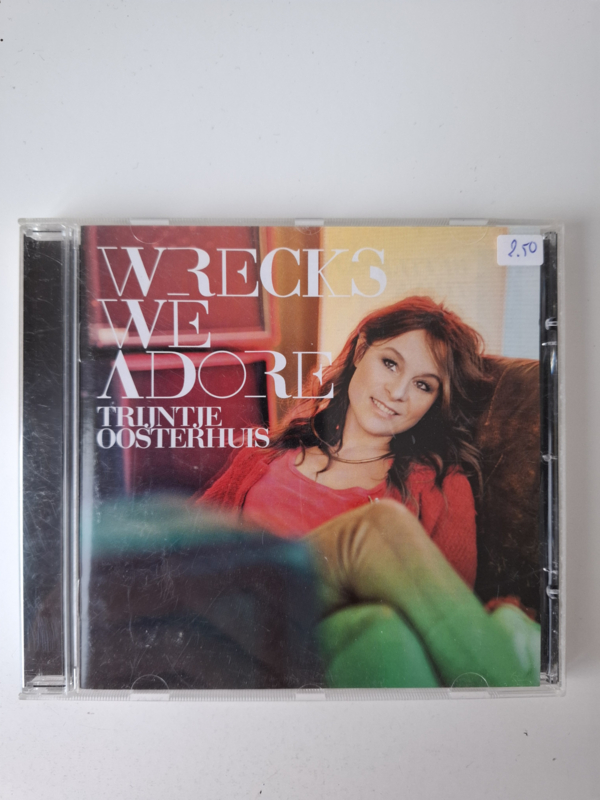 WRECKS
WE
ADORE
TRIJNTJE
OOSTERHUIS
2.50